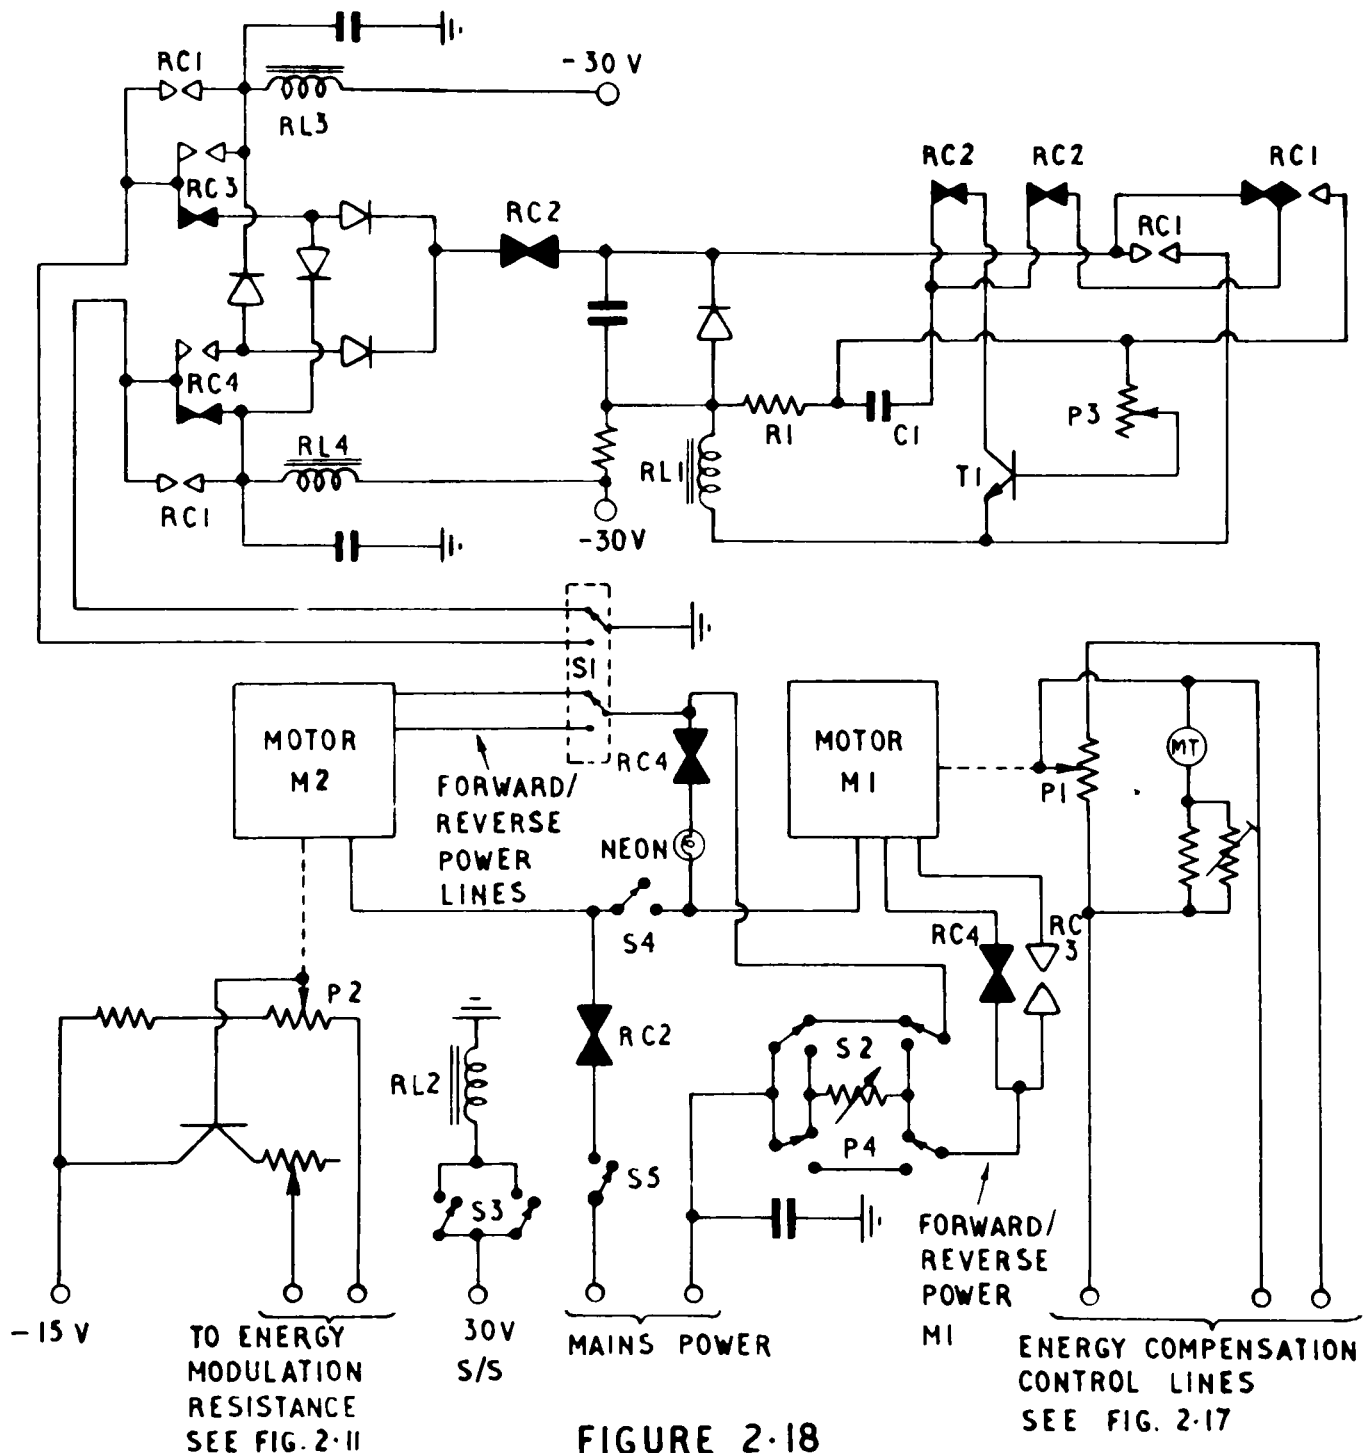 RC1
-30 V
RL3
RC3
RC2
RC2
RC2
RC1
RC1
RC4
RL4
RC1
-30V
RL1
R1
C1
P3
T1
S1
MOTOR
M2
FORWARD/
REVERSE
POWER
LINES
RC4
NEON
S4
MOTOR
M1
P1
MT
RC4
RC
3
P2
RL2
RC2
S2
P4
S3
S5
FORWARD/
REVERSE
POWER
M1
-15 V
TO ENERGY
MODULATION
RESISTANCE
SEE FIG. 2·11
30V
S/S
MAINS POWER
ENERGY COMPENSATION
CONTROL LINES
SEE FIG. 2·17
FIGURE 2·18